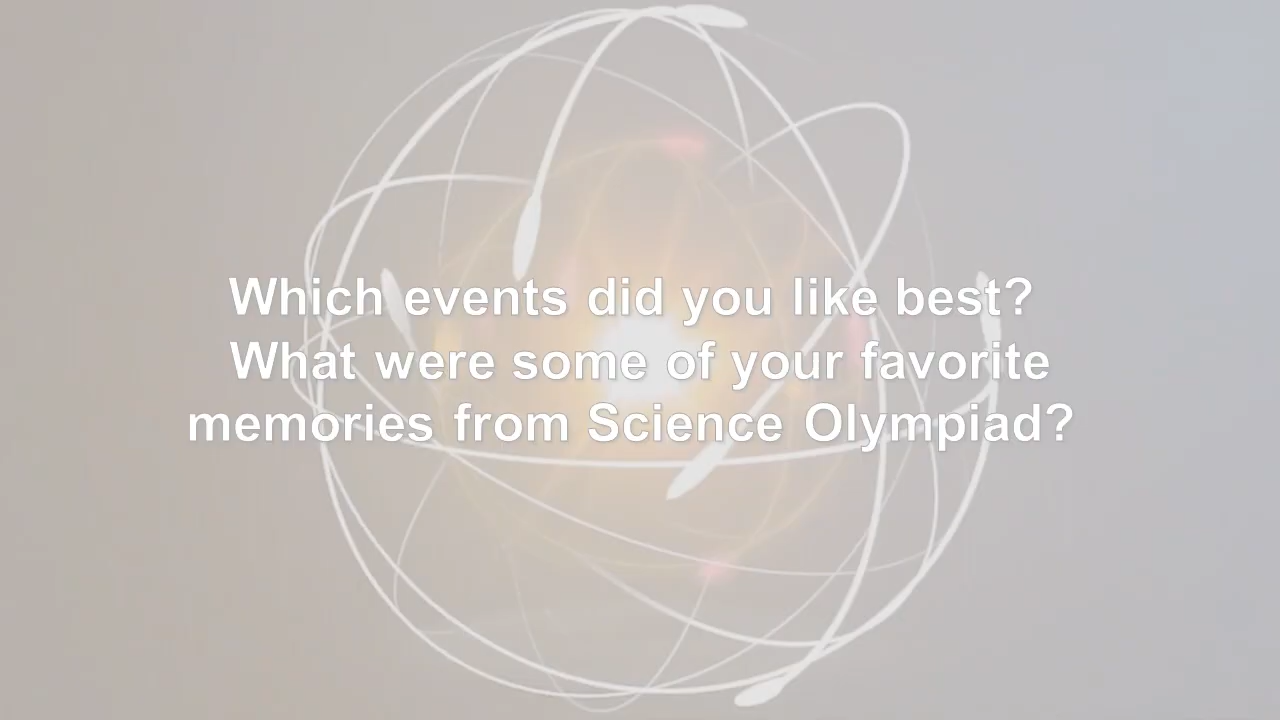 Which events did you like best?
What were some of your favorite
memories from Science Olympiad?